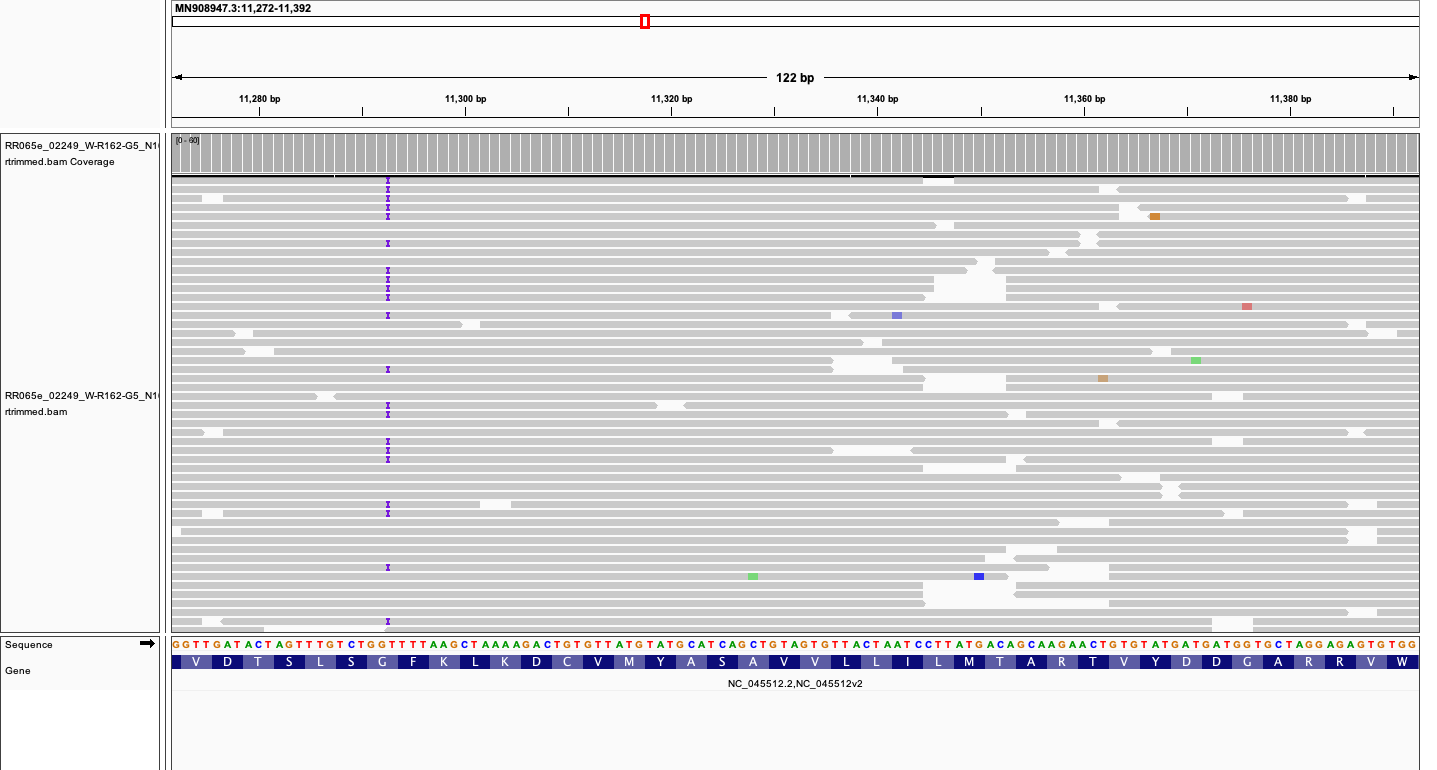 MN908947.3:11,272-11,392
122 bp
11,280 bp 11,300 bp 11,320 bp 11,340 bp 11,360 bp 11,380 bp
RR065e_02249_W-R162-G5_N1
rtrimmed.bam Coverage
[0 - 60]
RR065e_02249_W-R162-G5_N1
rtrimmed.bam
Sequence
GGTTGATACTAGTTTGTCTGGTTTTAAGCTAAAAGACTGTGTTATGTATGCATCAGCTGTAGTGTTACTAATCCTTATGACAGCAAGAACTGTGTATGATGATGGTGCTAGGAGAGTGTGG
Gene
V D T S L S G F K L K D C V M Y A S A V V L L I L M T A R T V Y D D G A R R V W
NC_045512.2,NC_045512v2